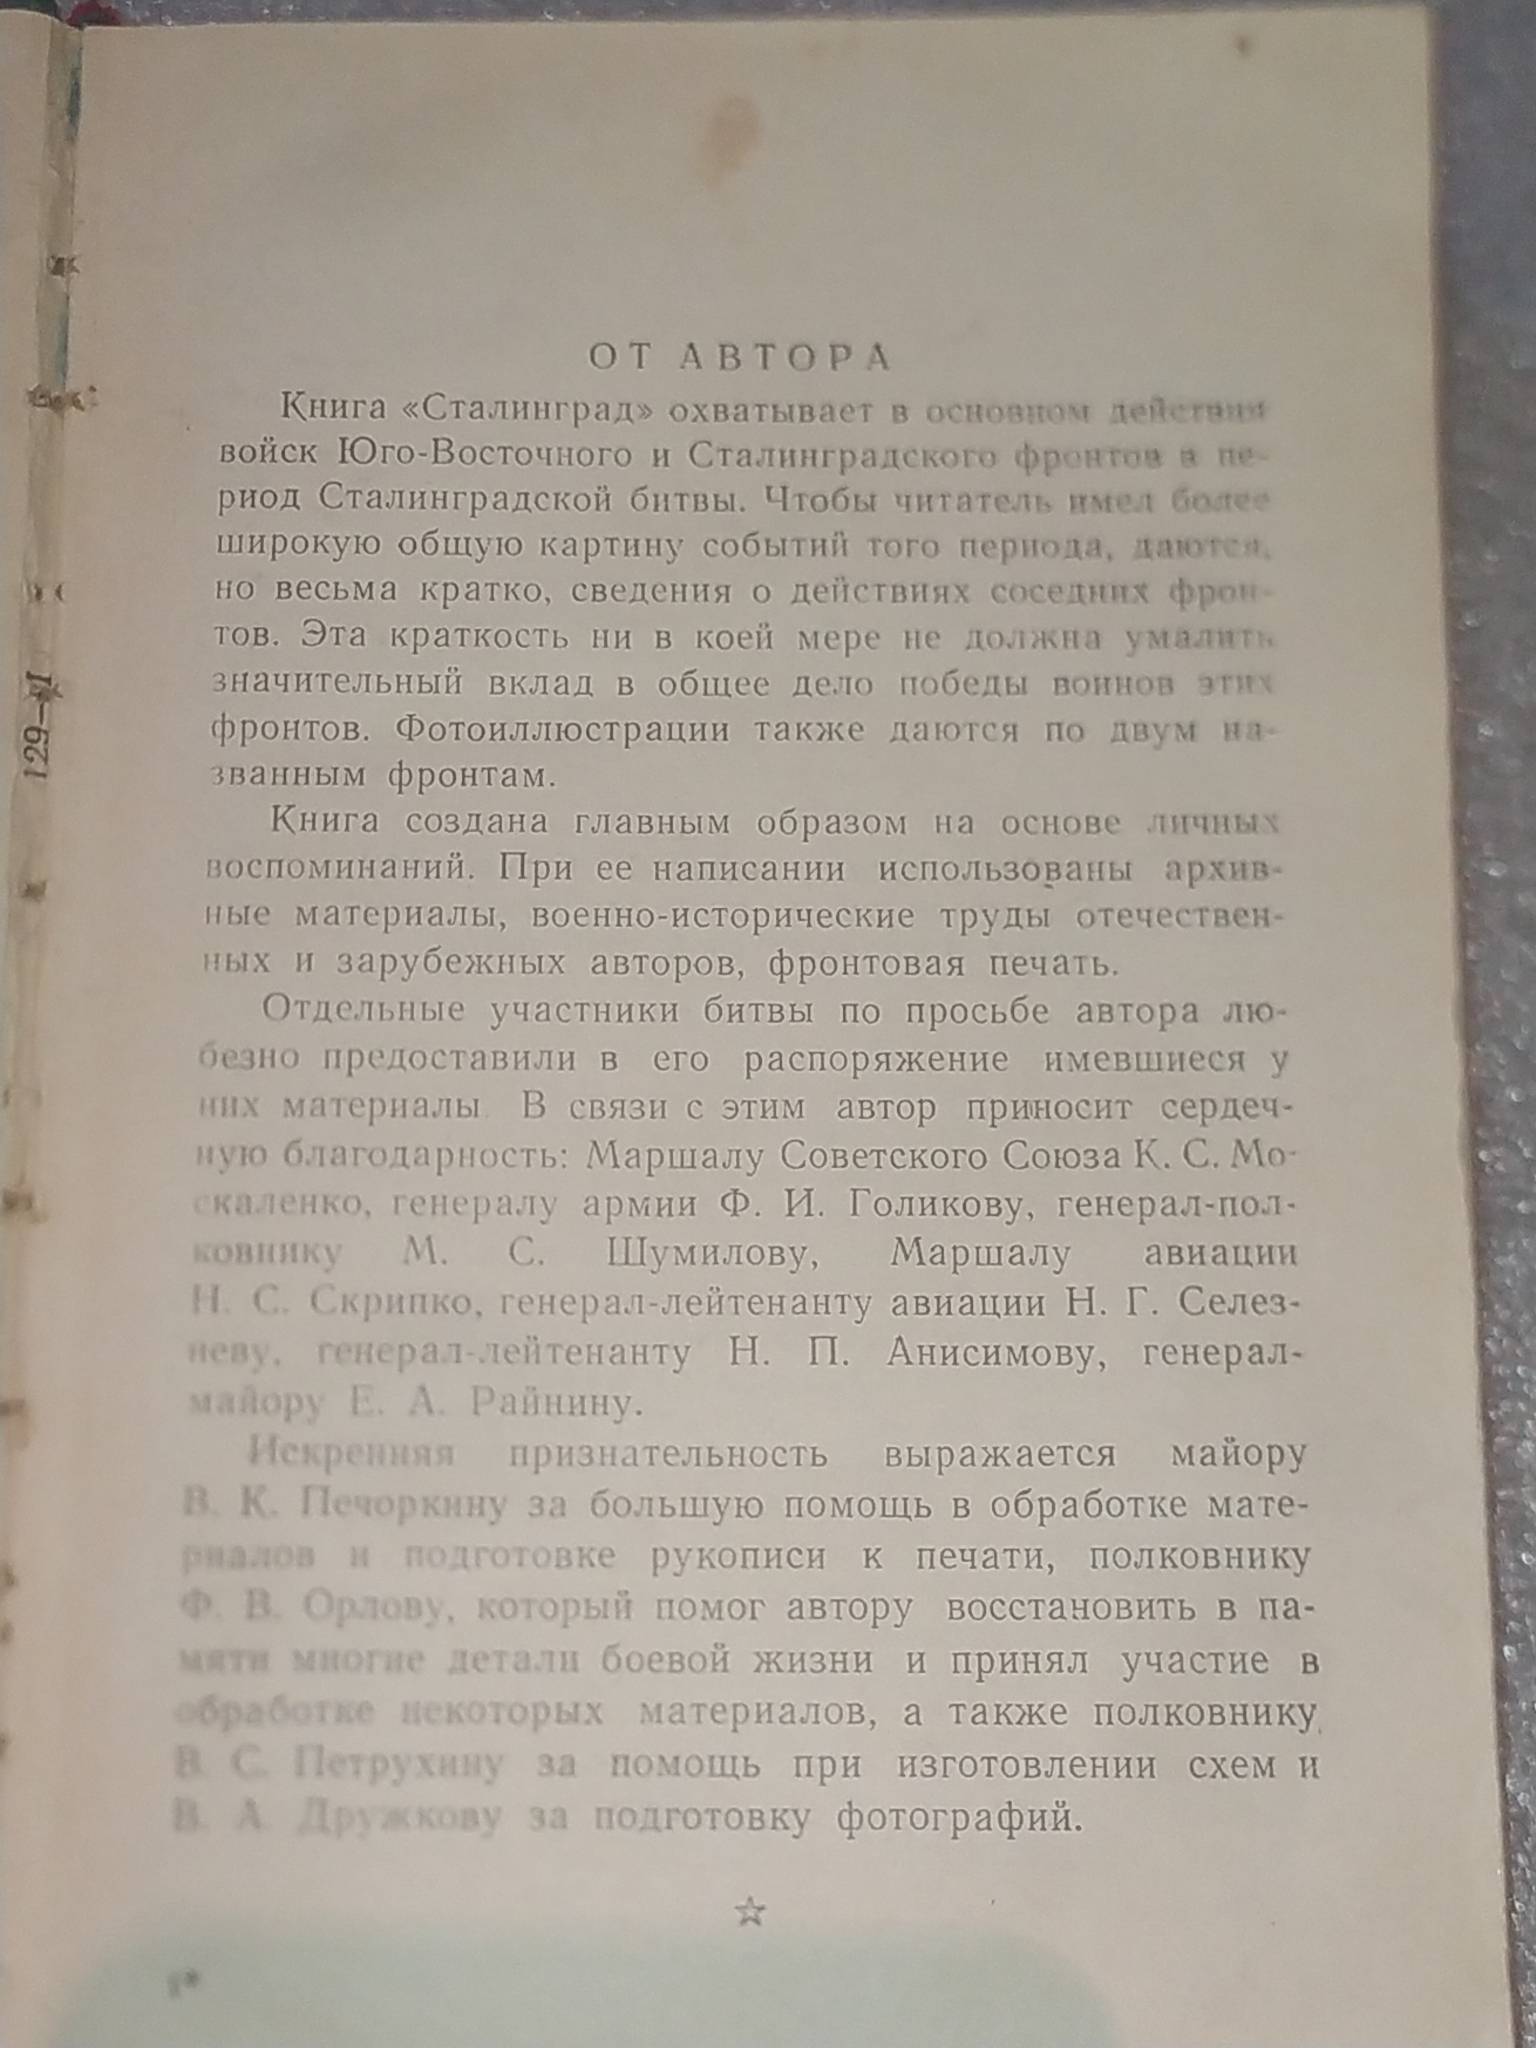 ОТ АВТОРА
Книга «Сталинград» охватывает в основном действия
войск Юго-Восточного и Сталинградского фронтов в пе-
риод Сталинградской битвы. Чтобы читатель имел более
широкую общую картину событий того периода, даются,
но весьма кратко, сведения о действиях соседних фрон-
тов. Эта краткость ни в коей мере не должна умалить
значительный вклад в общее дело победы воинов этих
фронтов. Фотоиллюстрации также даются по двум на-
званным фронтам.
Книга создана главным образом на основе личных
воспоминаний. При ее написании использованы архив-
ные материалы, военно-исторические труды отечествен-
ных и зарубежных авторов, фронтовая печать.
Отдельные участники битвы по просьбе автора лю-
безно предоставили в его распоряжение имевшиеся у
них материалы. В связи с этим автор приносит сердеч-
ную благодарность: Маршалу Советского Союза К. С. Мо-
скаленко, генералу армии Ф. И. Голикову, генерал-пол-
ковнику М. С. Шумилову, Маршалу авиации
Н. С. Скрипко, генерал-лейтенанту авиации Н. Г. Селез-
неву, генерал-лейтенанту Н. П. Анисимову, генерал-
майору Е. А. Райнину.
Искренняя признательность выражается майору
В. К. Печоркину за большую помощь в обработке мате-
риалов и подготовке рукописи к печати, полковнику
Ф. В. Орлову, который помог автору восстановить в па-
мяти многие детали боевой жизни и принял участие в
обработке некоторых материалов, а также полковнику
В. С. Петрухину за помощь при изготовлении схем и
В. А. Дружкову за подготовку фотографий.
1*